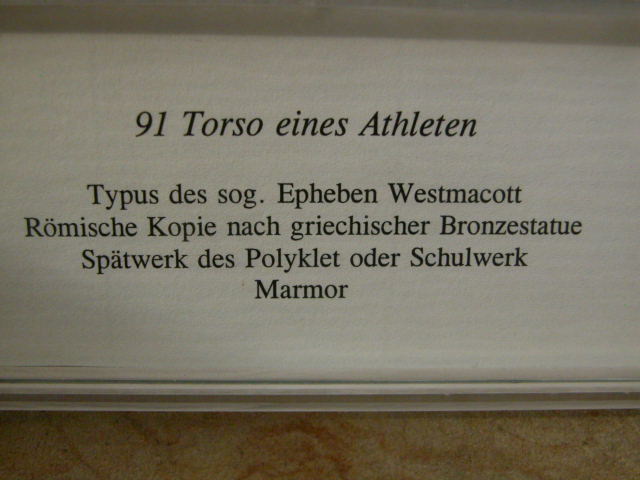 91 Torso eines Athleten
Typus des sog. Epheben Westmacott
Römische Kopie nach griechischer Bronzestatue
Spätwerk des Polyklet oder Schulwerk
Marmor